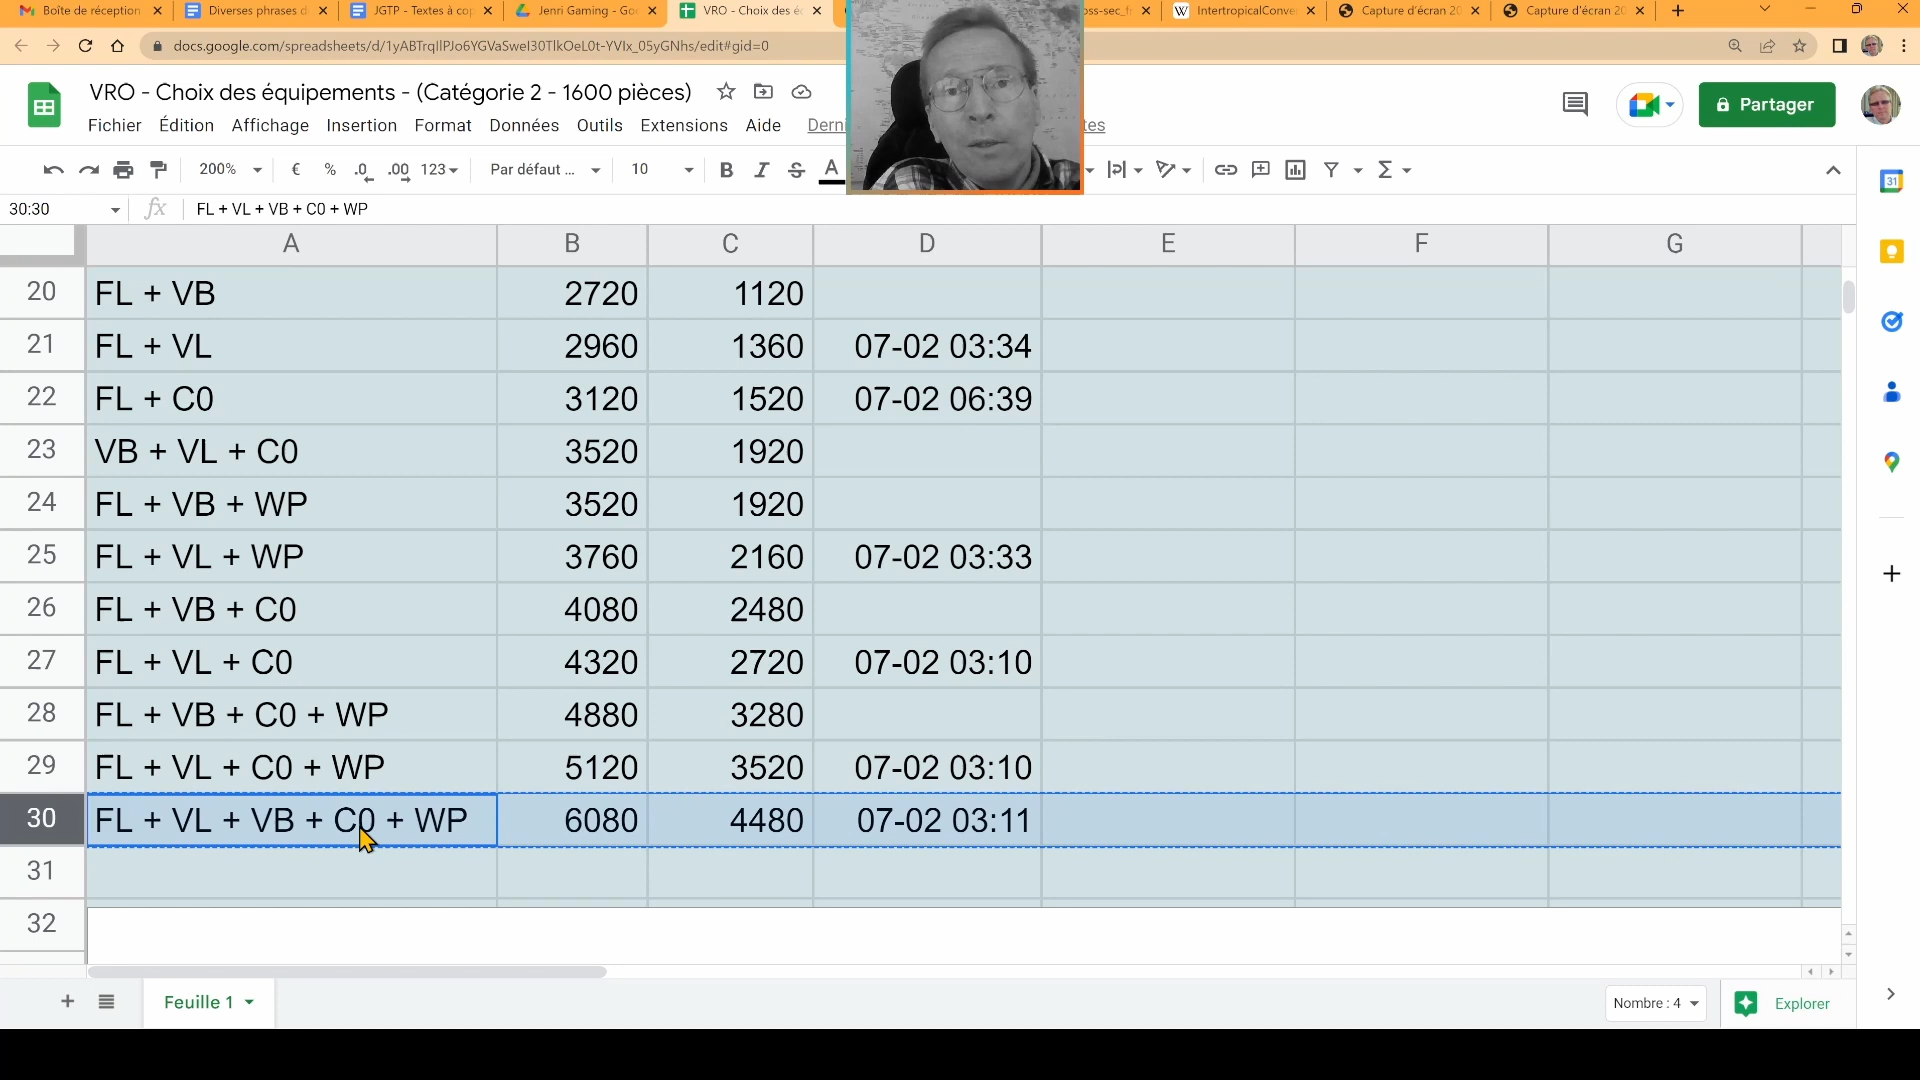 Boîte de réception
Diverses phrases d
JGTP - Textes à cop
Jenri Gaming - Goo
VRO - Choix des é
oss-sec_fr
IntertropicalConve
Capture d'écran 20
Capture d'écran 20
docs.google.com/spreadsheets/d/1yABTrqIlPJo6YGVaSweI30TlkOeL0t-YVIx_05yGNhs/edit#gid=0
VRO - Choix des équipements - (Catégorie 2 - 1600 pièces)
Partager
Fichier Édition Affichage Insertion Format Données Outils Extensions Aide Derni tes
200% € % .0 .00 123 Par défaut ... 10 B I S A Σ
30:30 fx FL + VL + VB + C0 + WP
A B C D E F G
20 FL + VB 2720 1120
21 FL + VL 2960 1360 07-02 03:34
22 FL + C0 3120 1520 07-02 06:39
23 VB + VL + C0 3520 1920
24 FL + VB + WP 3520 1920
25 FL + VL + WP 3760 2160 07-02 03:33
26 FL + VB + C0 4080 2480
27 FL + VL + C0 4320 2720 07-02 03:10
28 FL + VB + C0 + WP 4880 3280
29 FL + VL + C0 + WP 5120 3520 07-02 03:10
30 FL + VL + VB + C0 + WP 6080 4480 07-02 03:11
31
32
Feuille 1
Nombre : 4
Explorer
31